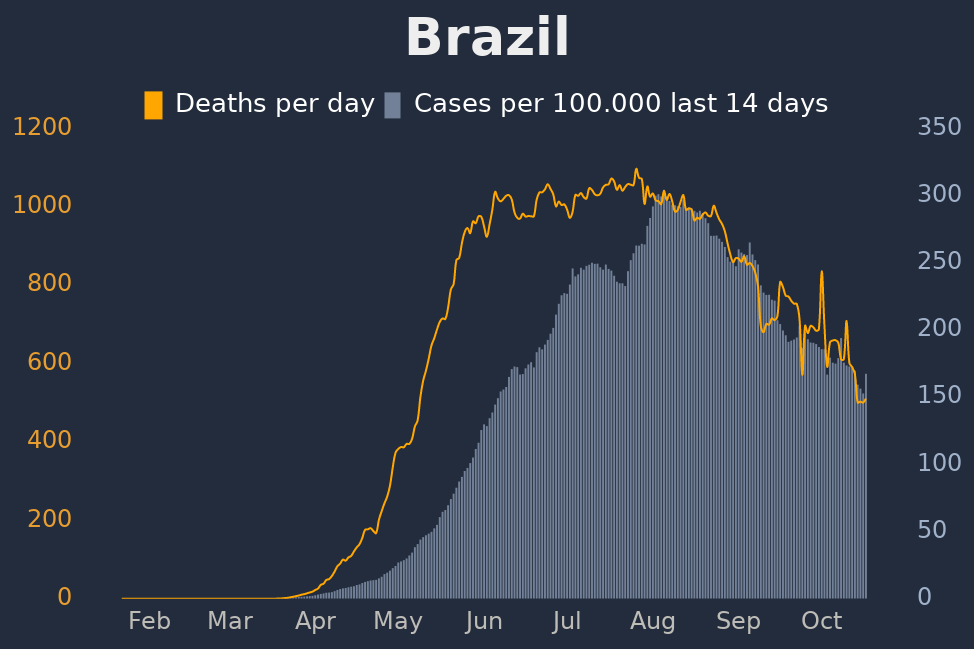 Brazil
Deaths per day Cases per 100.000 last 14 days
1200 350
1000 300
800 250
600 200
400 150
200 100
0 50
0
Feb Mar Apr May Jun Jul Aug Sep Oct